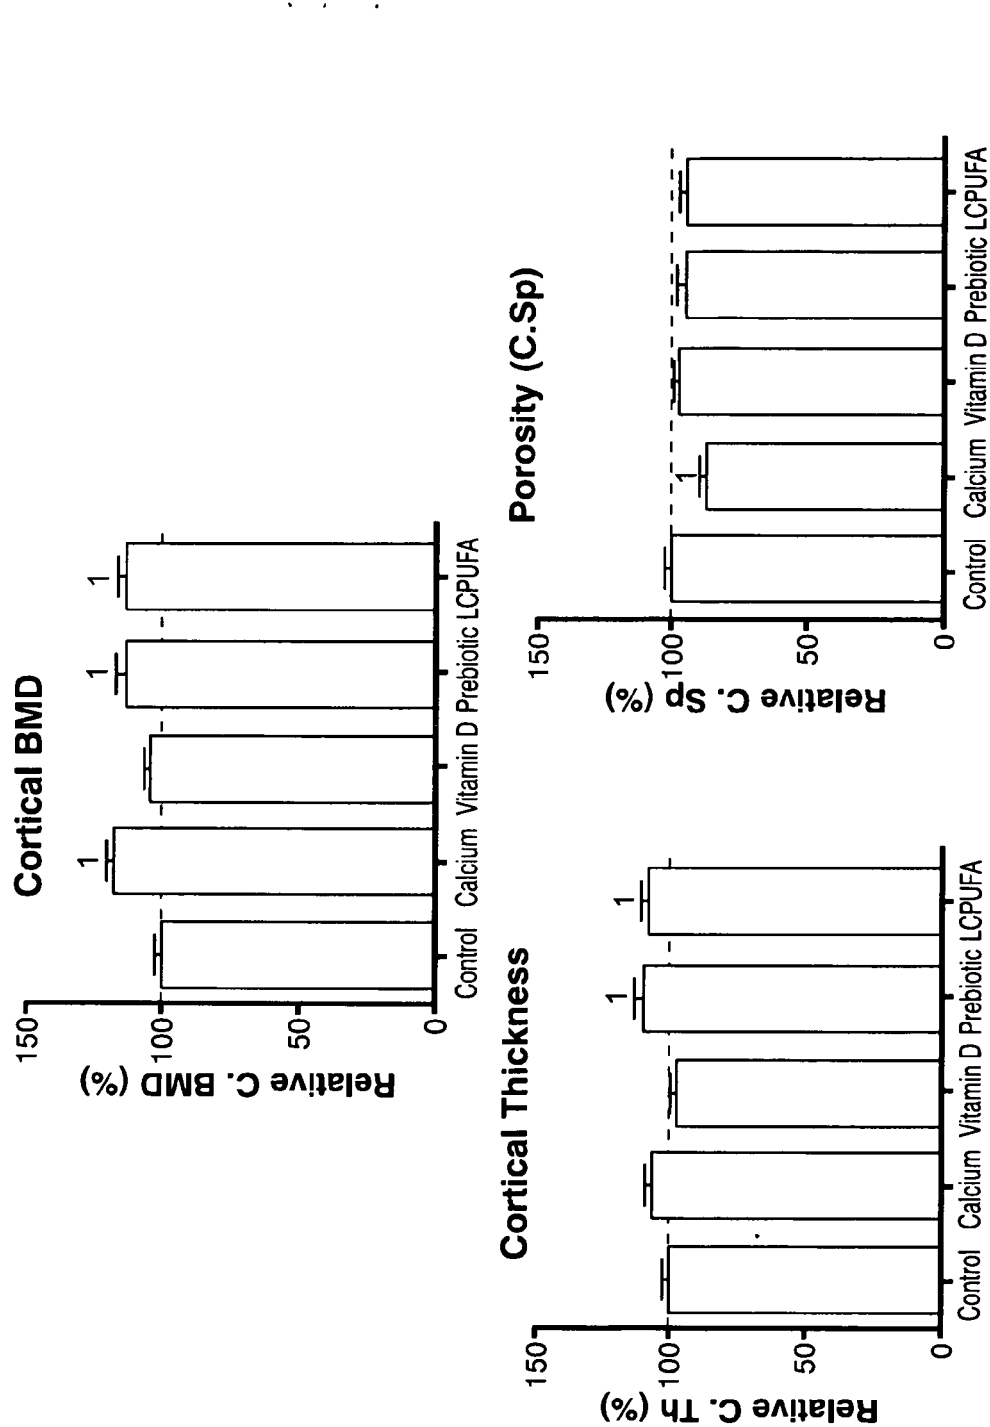 Cortical BMD
Relative C. BMD (%)
150
100
50
0
1
1
1
Control Calcium Vitamin D Prebiotic LCPUFA
Cortical Thickness
Relative C. Th (%)
150
100
50
0
1
1
Control Calcium Vitamin D Prebiotic LCPUFA
Porosity (C.Sp)
Relative C. Sp (%)
150
100
50
0
1
Control Calcium Vitamin D Prebiotic LCPUFA